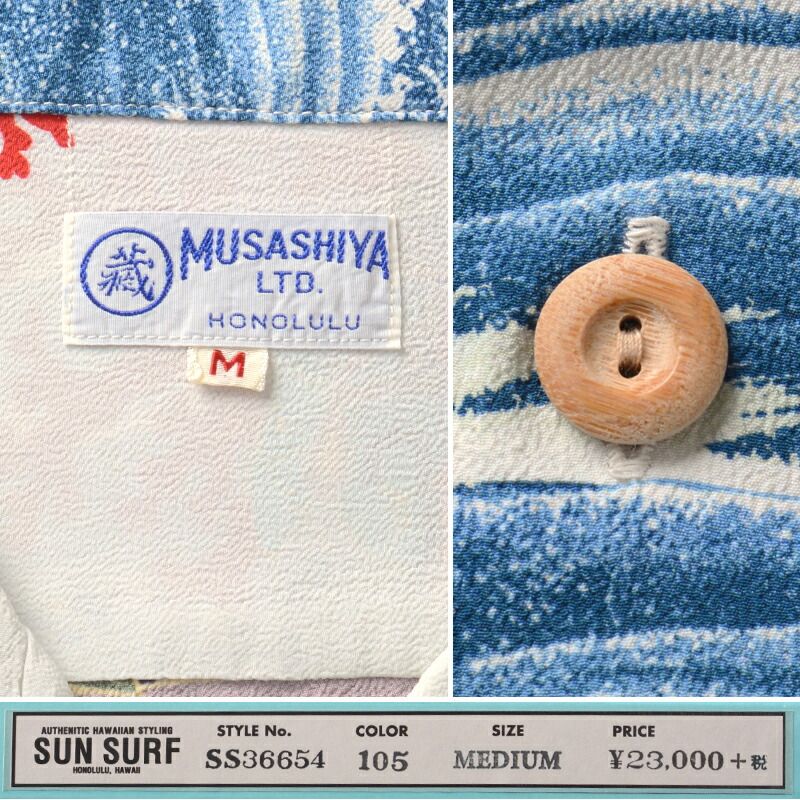 藏
MUSASHIYA
LTD.
HONOLULU
M
AUTHENITIC HAWAIIAN STYLING
SUN SURF
HONOLULU, HAWAII
STYLE No.
SS36654
COLOR
105
SIZE
MEDIUM
PRICE
¥23,000+税